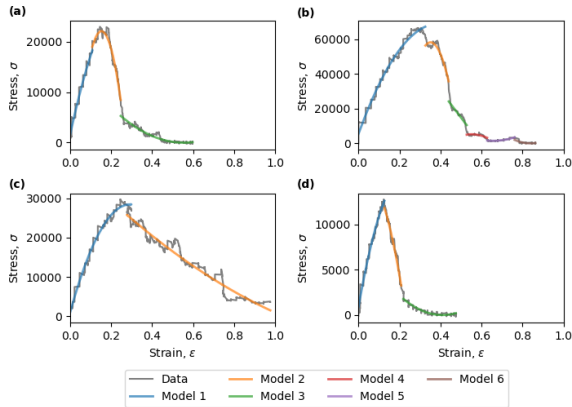 (a)
20000
10000
0
0.0 0.2 0.4 0.6 0.8 1.0
Stress, σ
(b)
60000
40000
20000
0
0.0 0.2 0.4 0.6 0.8 1.0
Stress, σ
(c)
30000
20000
10000
0
0.0 0.2 0.4 0.6 0.8 1.0
Stress, σ
Strain, ε
(d)
10000
5000
0
0.0 0.2 0.4 0.6 0.8 1.0
Stress, σ
Strain, ε
Data Model 2 Model 4 Model 6
Model 1 Model 3 Model 5